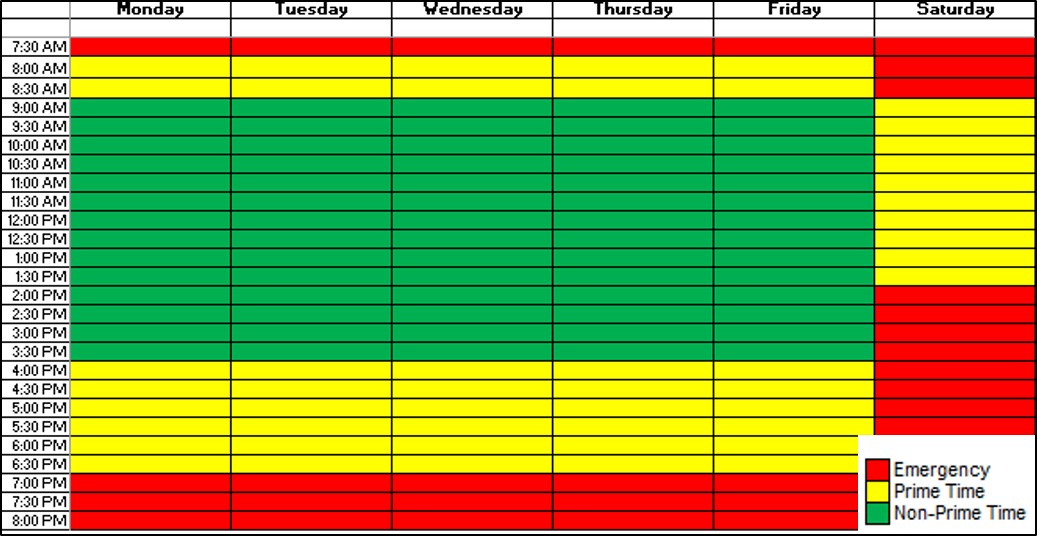 Monday Tuesday Wednesday Thursday Friday Saturday
7:30 AM
8:00 AM
8:30 AM
9:00 AM
9:30 AM
10:00 AM
10:30 AM
11:00 AM
11:30 AM
12:00 PM
12:30 PM
1:00 PM
1:30 PM
2:00 PM
2:30 PM
3:00 PM
3:30 PM
4:00 PM
4:30 PM
5:00 PM
5:30 PM
6:00 PM
6:30 PM
7:00 PM
7:30 PM
8:00 PM
Emergency
Prime Time
Non-Prime Time